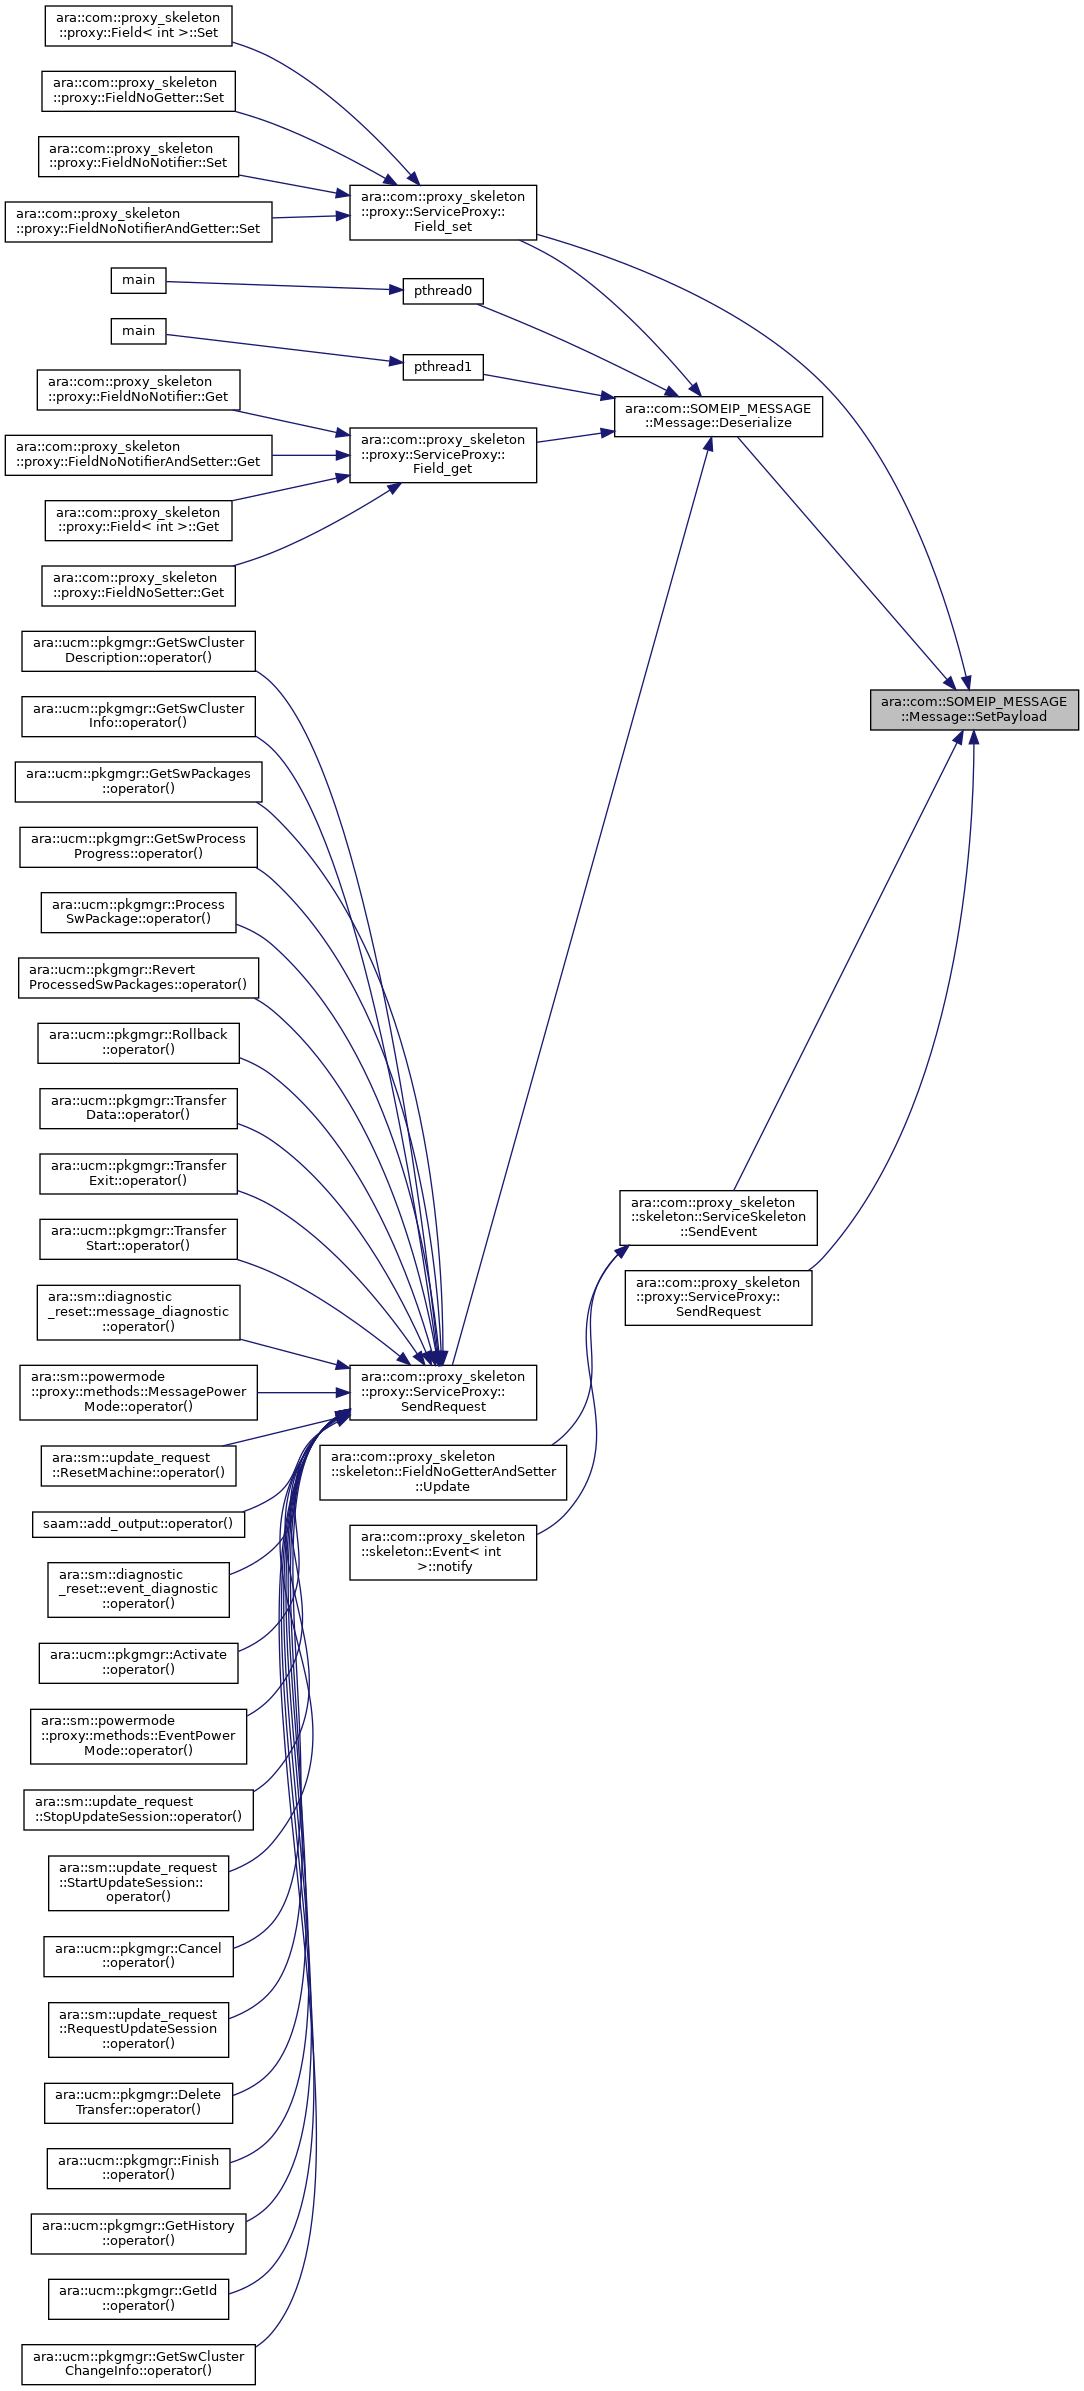 ara::com::proxy_skeleton
::proxy::Field< int >::Set
ara::com::proxy_skeleton
::proxy::FieldNoGetter::Set
ara::com::proxy_skeleton
::proxy::FieldNoNotifier::Set
ara::com::proxy_skeleton
::proxy::FieldNoNotifierAndGetter::Set
ara::com::proxy_skeleton
::proxy::ServiceProxy::
Field_set
main
pthread0
main
pthread1
ara::com::proxy_skeleton
::proxy::FieldNoNotifier::Get
ara::com::proxy_skeleton
::proxy::FieldNoNotifierAndSetter::Get
ara::com::proxy_skeleton
::proxy::Field< int >::Get
ara::com::proxy_skeleton
::proxy::FieldNoSetter::Get
ara::com::proxy_skeleton
::proxy::ServiceProxy::
Field_get
ara::com::SOMEIP_MESSAGE
::Message::Deserialize
ara::com::SOMEIP_MESSAGE
::Message::SetPayload
ara::ucm::pkgmgr::GetSwCluster
Description::operator()
ara::ucm::pkgmgr::GetSwCluster
Info::operator()
ara::ucm::pkgmgr::GetSwPackages
::operator()
ara::ucm::pkgmgr::GetSwProcess
Progress::operator()
ara::ucm::pkgmgr::Process
SwPackage::operator()
ara::ucm::pkgmgr::Revert
ProcessedSwPackages::operator()
ara::ucm::pkgmgr::Rollback
::operator()
ara::ucm::pkgmgr::Transfer
Data::operator()
ara::ucm::pkgmgr::Transfer
Exit::operator()
ara::ucm::pkgmgr::Transfer
Start::operator()
ara::sm::diagnostic
_reset::message_diagnostic
::operator()
ara::sm::powermode
::proxy::methods::MessagePower
Mode::operator()
ara::sm::update_request
::ResetMachine::operator()
saam::add_output::operator()
ara::sm::diagnostic
_reset::event_diagnostic
::operator()
ara::ucm::pkgmgr::Activate
::operator()
ara::sm::powermode
::proxy::methods::EventPower
Mode::operator()
ara::sm::update_request
::StopUpdateSession::operator()
ara::sm::update_request
::StartUpdateSession::
operator()
ara::ucm::pkgmgr::Cancel
::operator()
ara::sm::update_request
::RequestUpdateSession
::operator()
ara::ucm::pkgmgr::Delete
Transfer::operator()
ara::ucm::pkgmgr::Finish
::operator()
ara::ucm::pkgmgr::GetHistory
::operator()
ara::ucm::pkgmgr::GetId
::operator()
ara::ucm::pkgmgr::GetSwCluster
ChangeInfo::operator()
ara::com::proxy_skeleton
::proxy::ServiceProxy::
SendRequest
ara::com::proxy_skeleton
::skeleton::FieldNoGetterAndSetter
::Update
ara::com::proxy_skeleton
::skeleton::Event< int
>::notify
ara::com::proxy_skeleton
::skeleton::ServiceSkeleton
::SendEvent
ara::com::proxy_skeleton
::proxy::ServiceProxy::
SendRequest